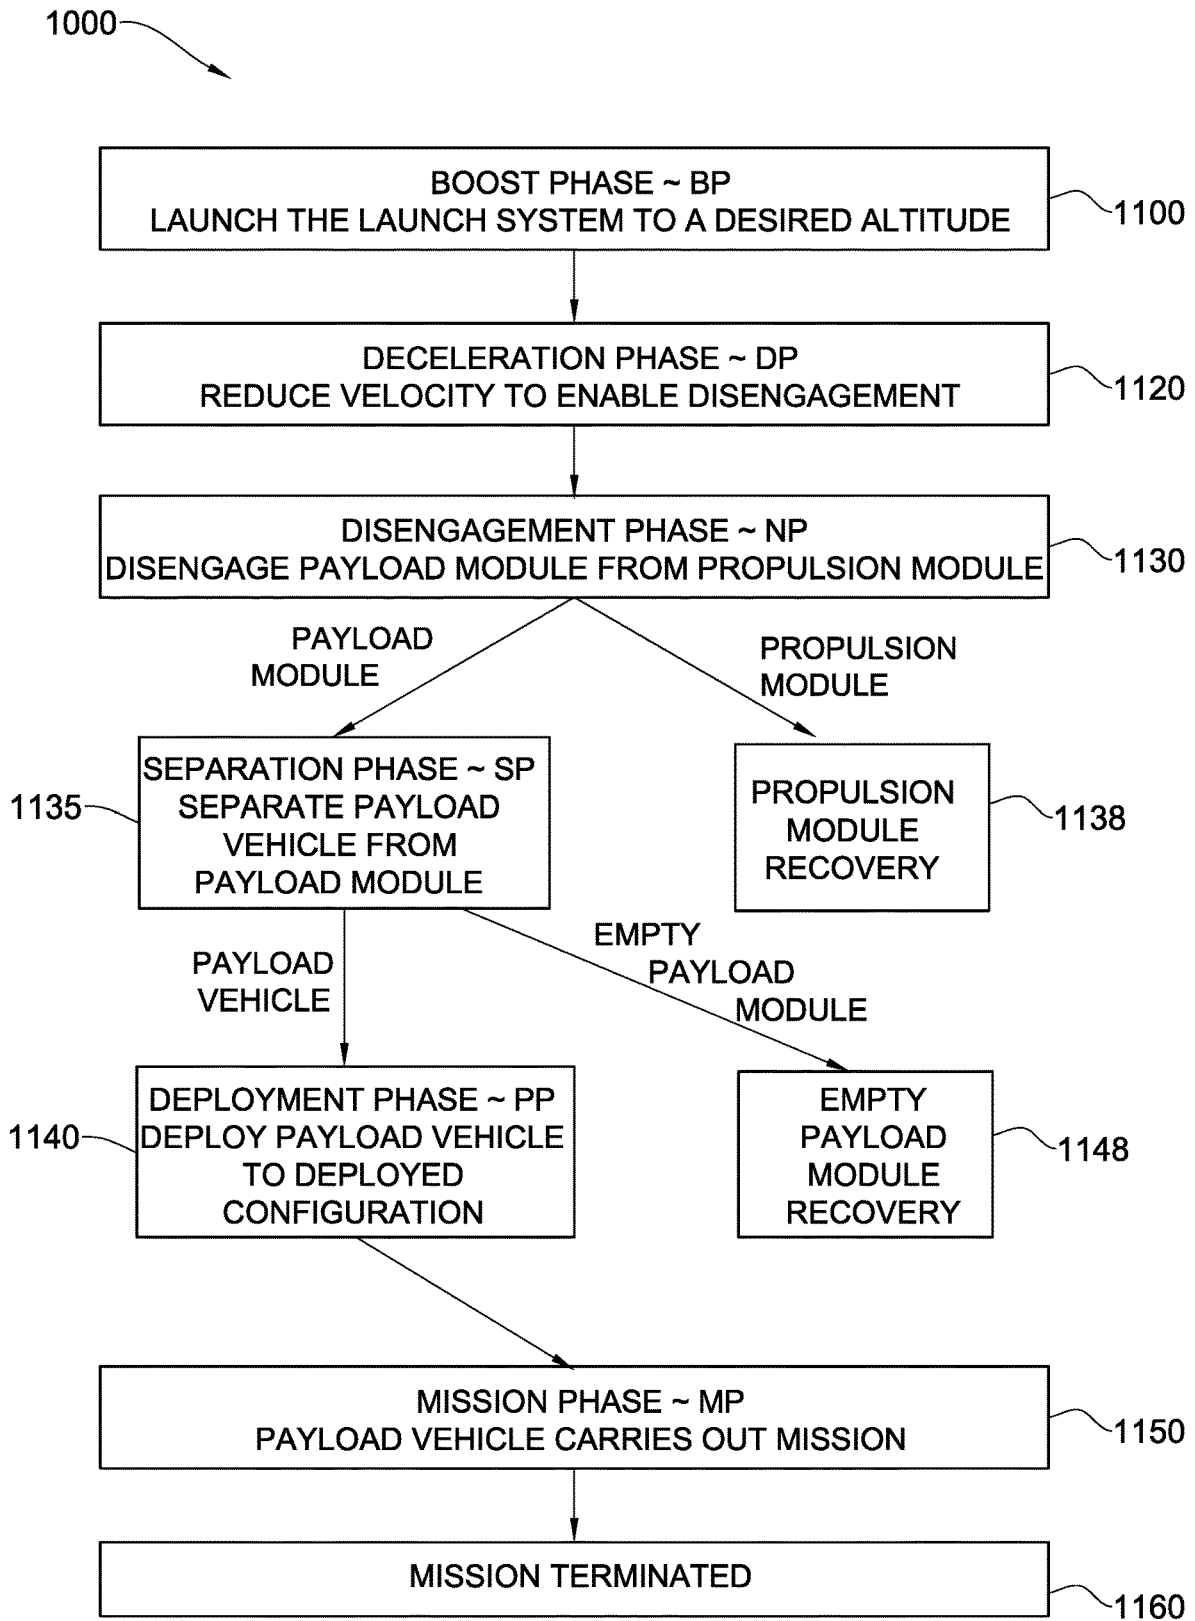 1000
BOOST PHASE ~ BP
LAUNCH THE LAUNCH SYSTEM TO A DESIRED ALTITUDE
1100
DECELERATION PHASE ~ DP
REDUCE VELOCITY TO ENABLE DISENGAGEMENT
1120
DISENGAGEMENT PHASE ~ NP
DISENGAGE PAYLOAD MODULE FROM PROPULSION MODULE
1130
PAYLOAD
MODULE
PROPULSION
MODULE
SEPARATION PHASE ~ SP
SEPARATE PAYLOAD
VEHICLE FROM
PAYLOAD MODULE
1135
PROPULSION
MODULE
RECOVERY
1138
PAYLOAD
VEHICLE
EMPTY
PAYLOAD
MODULE
DEPLOYMENT PHASE ~ PP
DEPLOY PAYLOAD VEHICLE
TO DEPLOYED
CONFIGURATION
1140
EMPTY
PAYLOAD
MODULE
RECOVERY
1148
MISSION PHASE ~ MP
PAYLOAD VEHICLE CARRIES OUT MISSION
1150
MISSION TERMINATED
1160